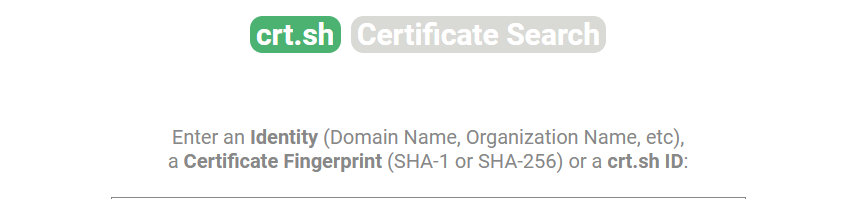 crt.sh Certificate Search
Enter an Identity (Domain Name, Organization Name, etc),
a Certificate Fingerprint (SHA-1 or SHA-256) or a crt.sh ID: